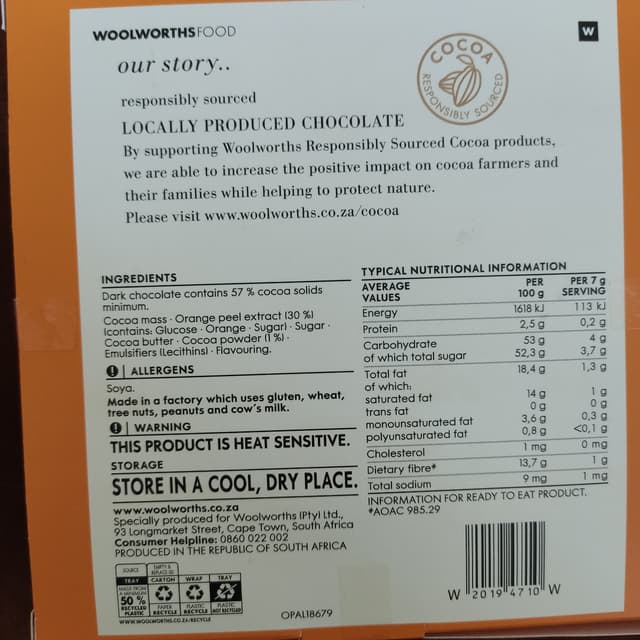 WOOLWORTHSFOOD
W
our story..
COCOA
RESPONSIBLY SOURCED
responsibly sourced
LOCALLY PRODUCED CHOCOLATE
By supporting Woolworths Responsibly Sourced Cocoa products,
we are able to increase the positive impact on cocoa farmers and
their families while helping to protect nature.
Please visit www.woolworths.co.za/cocoa
INGREDIENTS
Dark chocolate contains 57 % cocoa solids
minimum.
Cocoa mass · Orange peel extract (30 %)
(contains: Glucose · Orange · Sugar) · Sugar ·
Cocoa butter · Cocoa powder (1 %) ·
Emulsifiers (Lecithins) · Flavouring.
ALLERGENS
Soya.
Made in a factory which uses gluten, wheat,
tree nuts, peanuts and cow's milk.
WARNING
THIS PRODUCT IS HEAT SENSITIVE.
STORAGE
STORE IN A COOL, DRY PLACE.
www.woolworths.co.za
Specially produced for Woolworths (Pty) Ltd.,
93 Longmarket Street, Cape Town, South Africa
Consumer Helpline: 0860 022 002
PRODUCED IN THE REPUBLIC OF SOUTH AFRICA
TYPICAL NUTRITIONAL INFORMATION
AVERAGE VALUES PER 100 g PER 7 g SERVING
Energy 1618 kJ 113 kJ
Protein 2,5 g 0,2 g
Carbohydrate 53 g 4 g
of which total sugar 52,3 g 3,7 g
Total fat 18,4 g 1,3 g
of which:
saturated fat 14 g 1 g
trans fat 0 g 0 g
monounsaturated fat 3,6 g 0,3 g
polyunsaturated fat 0,8 g <0,1 g
Cholesterol 1 mg 0 mg
Dietary fibre# 13,7 g 1 g
Total sodium 9 mg 1 mg
INFORMATION FOR READY TO EAT PRODUCT.
#AOAC 985.29
SOURCE
TRAY CARTON WRAP TRAY
MADE FROM
A MINIMUM
50 %
RECYCLED
PLASTIC
PAPER
RECYCLE
PLASTIC
RECYCLE
PLASTIC
NOT RECYCLED
WWW.WOOLWORTHS.CO.ZA/RECYCLE
OPAL18679
W 20194710 W